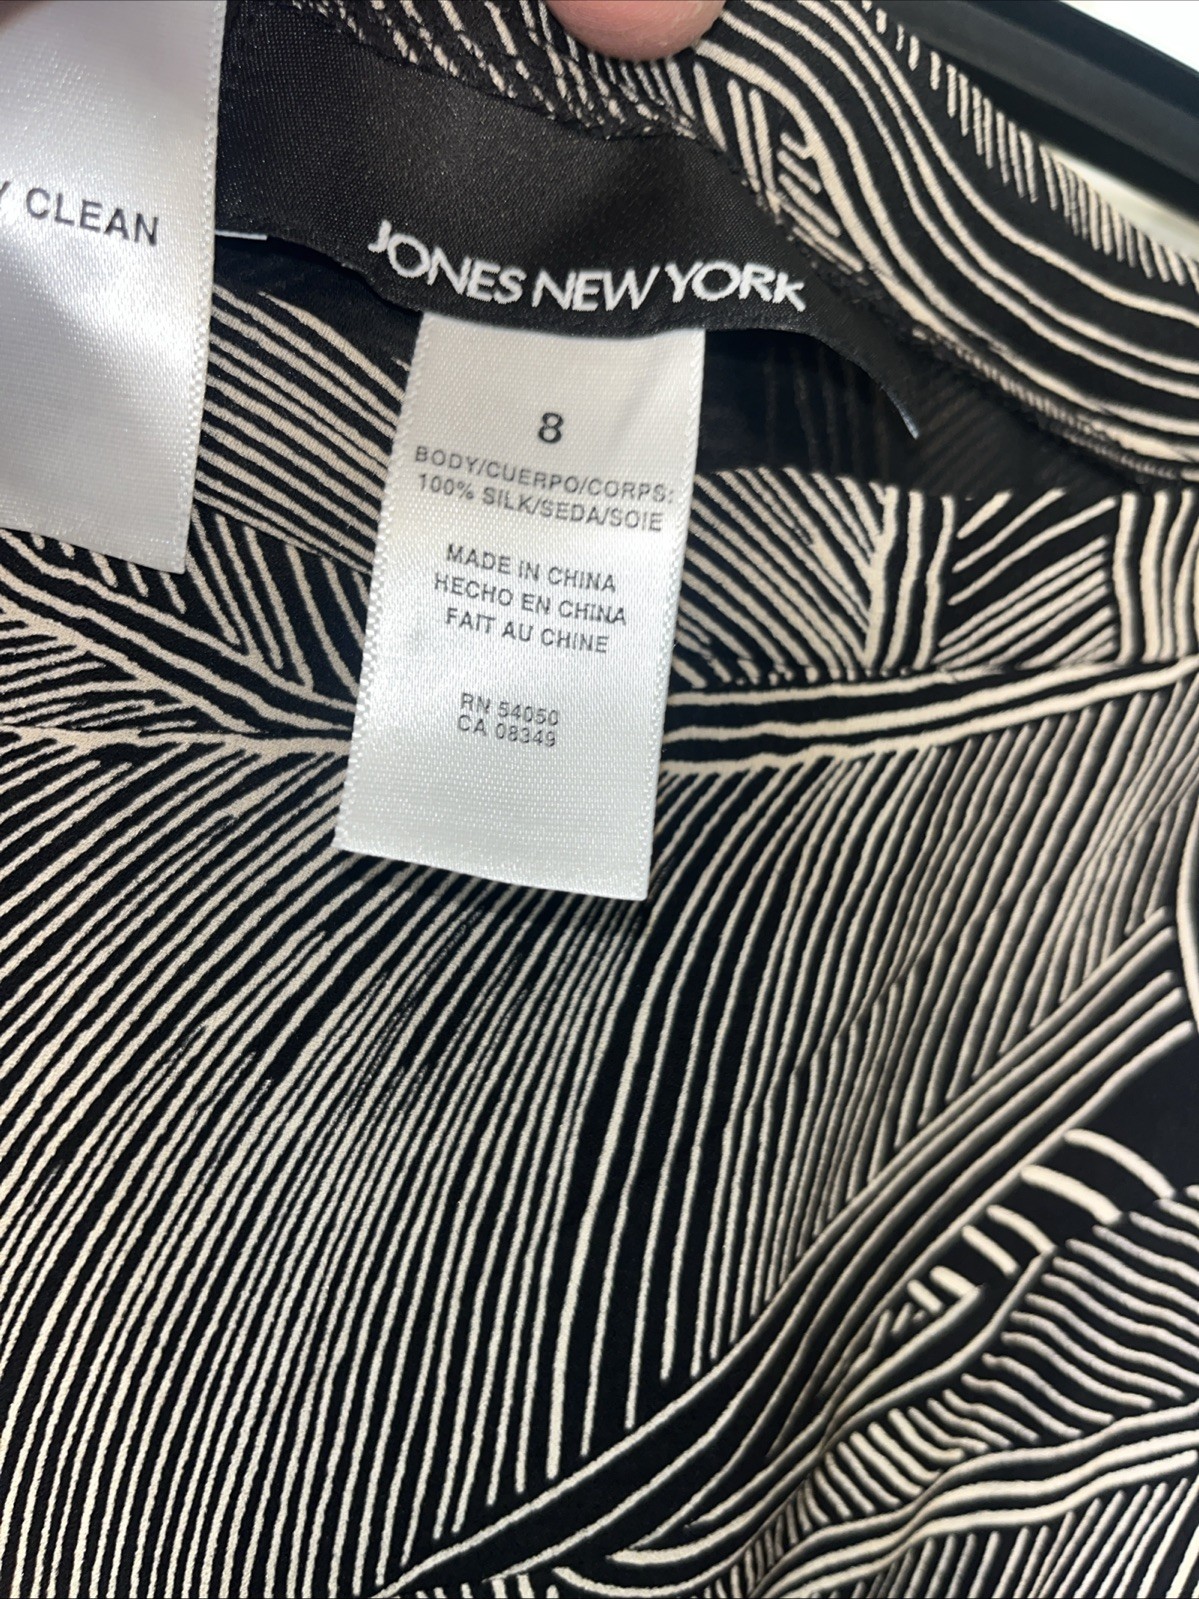 CLEAN
JONES NEW YORK
8
BODY/CUERPO/CORPS:
100% SILK/SEDA/SOIE
MADE IN CHINA
HECHO EN CHINA
FAIT AU CHINE
RN 54050
CA 08349